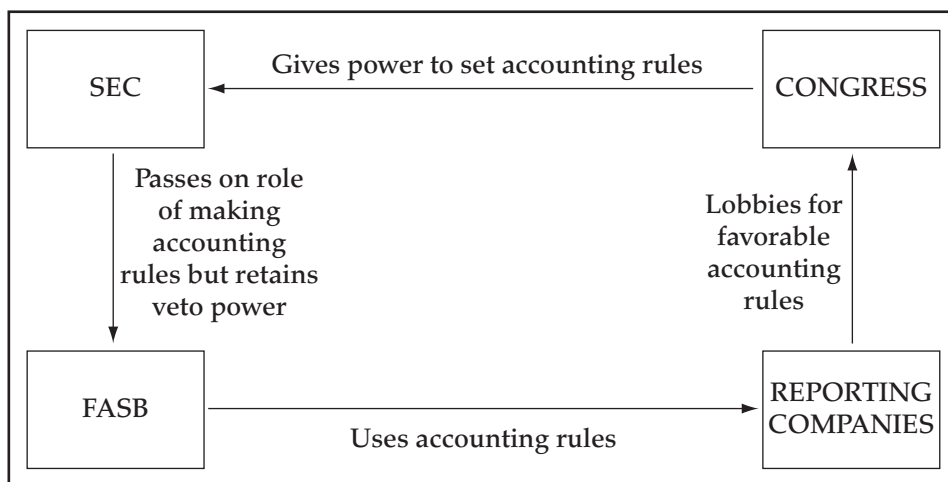 Gives power to set accounting rules
SEC
CONGRESS
Passes on role
of making
accounting
rules but retains
veto power
Lobbies for
favorable
accounting
rules
FASB
REPORTING
COMPANIES
Uses accounting rules